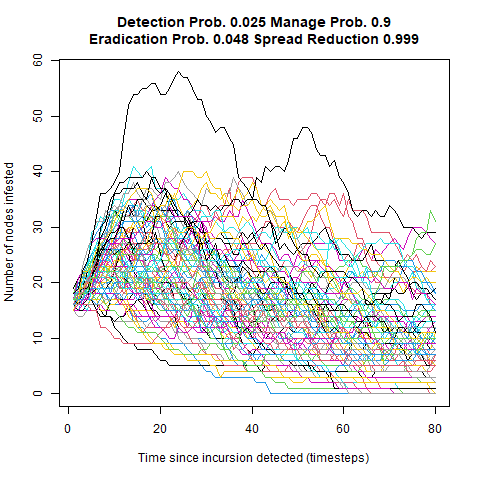 Detection Prob. 0.025 Manage Prob. 0.9
Eradication Prob. 0.048 Spread Reduction 0.999
60
50
40
30
20
10
0
Number of nodes infested
0 20 40 60 80
Time since incursion detected (timesteps)